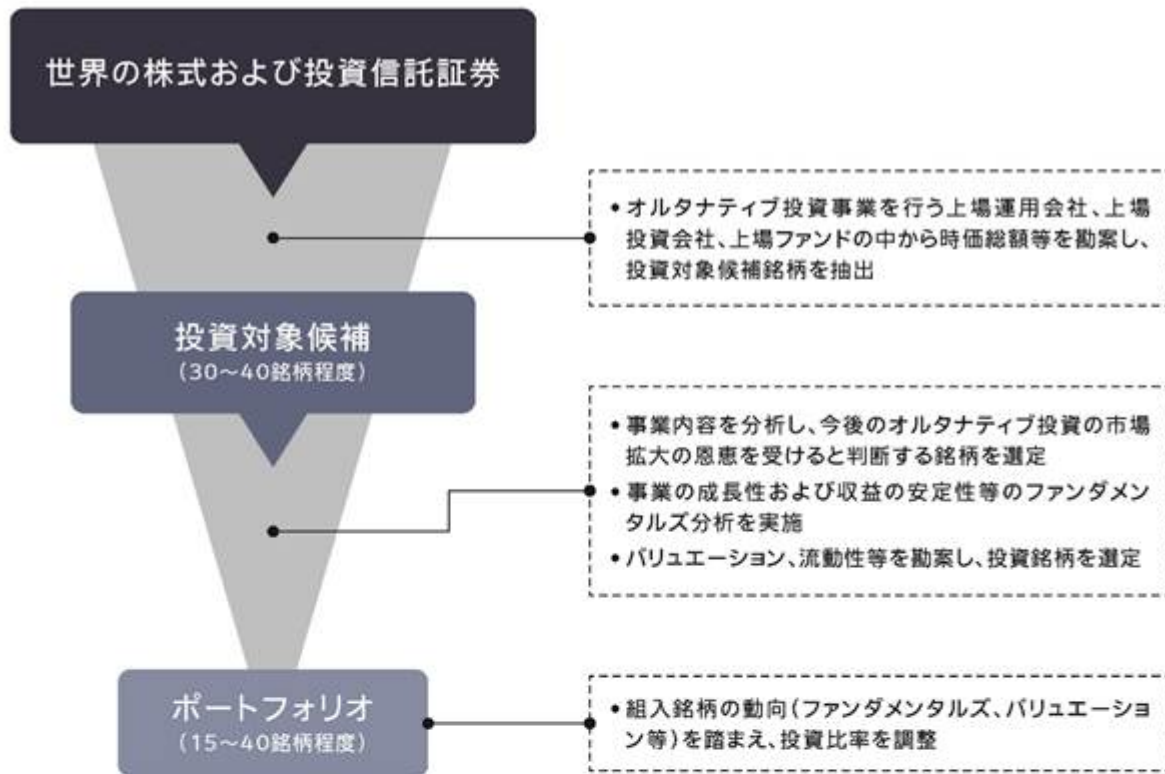 世界の株式および投資信託証券
• オルタナティブ投資事業を行う上場運用会社、上場
投資会社、上場ファンドの中から時価総額等を勘案し、
投資対象候補銘柄を抽出
投資対象候補
(30～40銘柄程度)
• 事業内容を分析し、今後のオルタナティブ投資の市場
拡大の恩恵を受けると判断する銘柄を選定
• 事業の成長性および収益の安定性等のファンダメン
タルズ分析を実施
• バリュエーション、流動性等を勘案し、投資銘柄を選定
ポートフォリオ
(15～40銘柄程度)
• 組入銘柄の動向(ファンダメンタルズ、バリュエーショ
ン等)を踏まえ、投資比率を調整